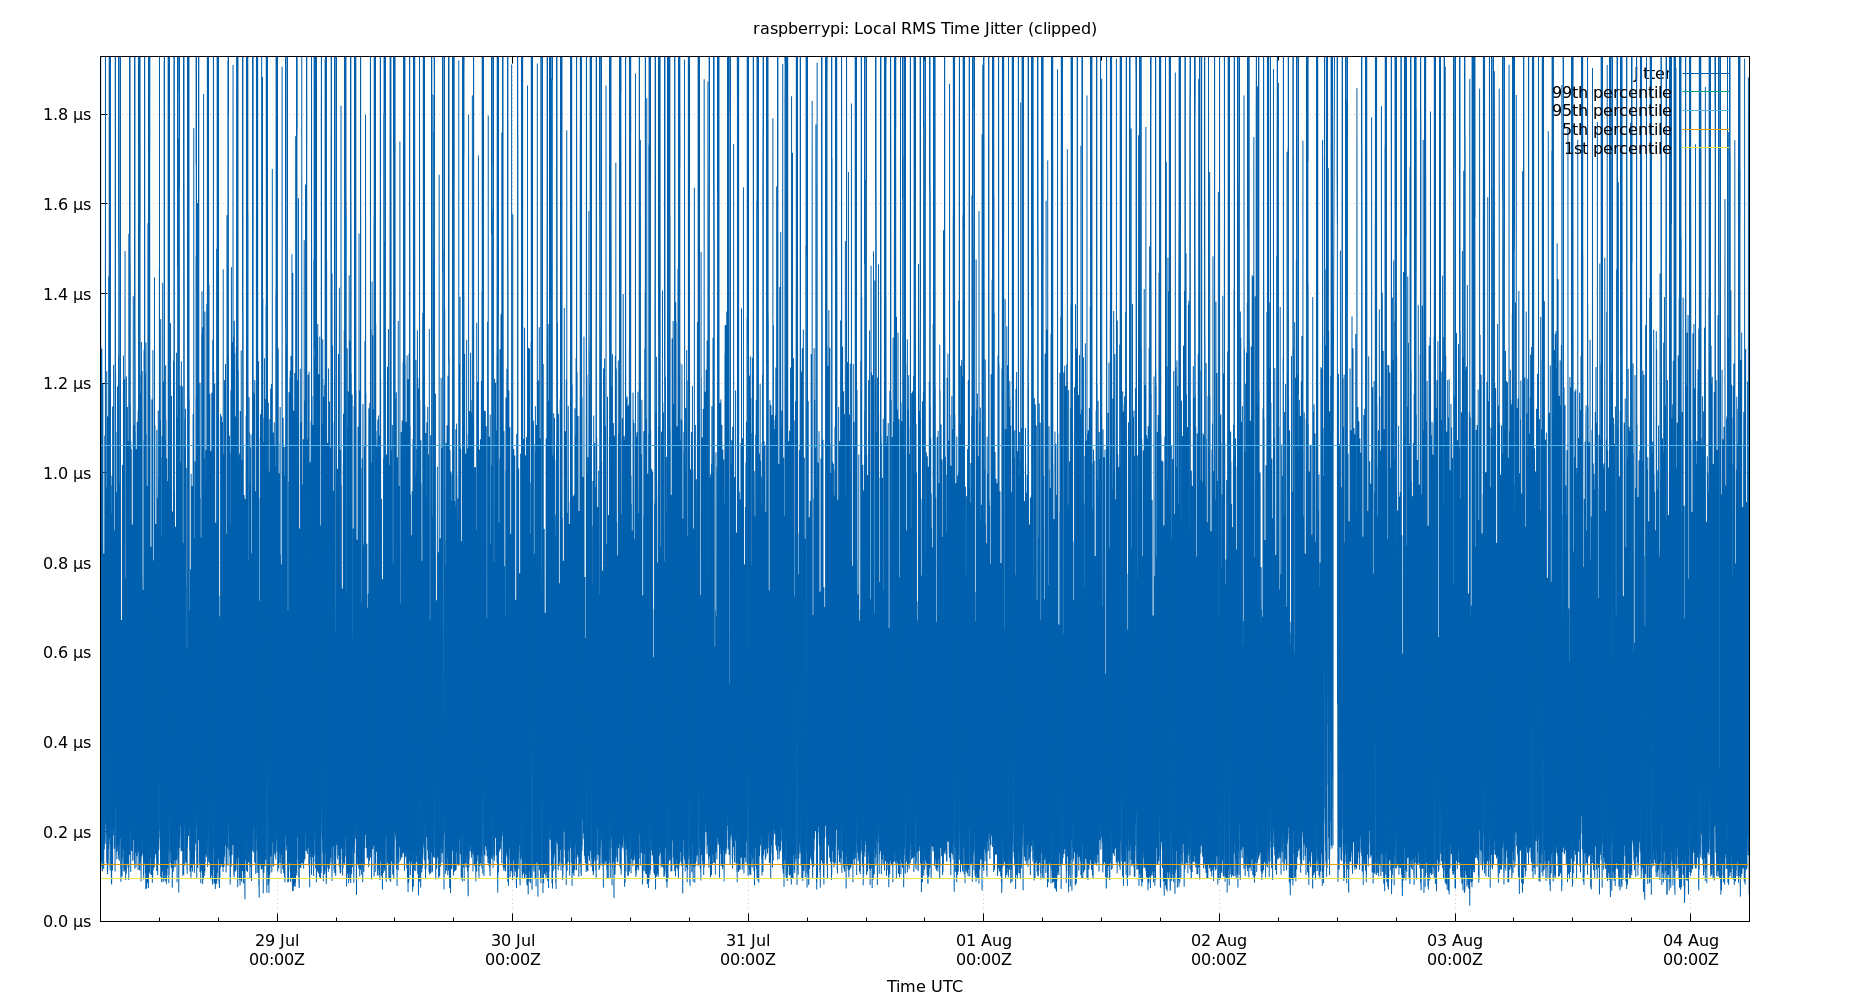 raspberrypi: Local RMS Time Jitter (clipped)
jitter
99th percentile
95th percentile
5th percentile
1st percentile
1.8 µs
1.6 µs
1.4 µs
1.2 µs
1.0 µs
0.8 µs
0.6 µs
0.4 µs
0.2 µs
0.0 µs
29 Jul 30 Jul 31 Jul 01 Aug 02 Aug 03 Aug 04 Aug
00:00Z 00:00Z 00:00Z 00:00Z 00:00Z 00:00Z 00:00Z
Time UTC